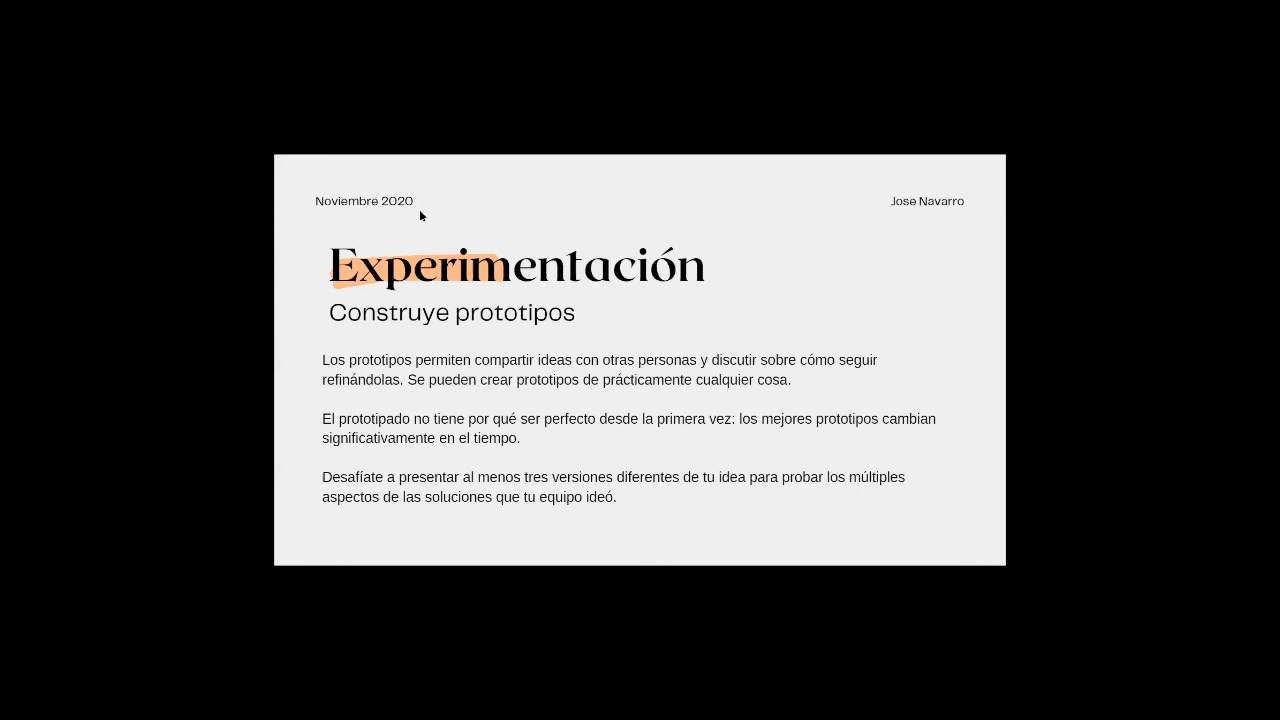 Noviembre 2020
Jose Navarro
Experimentación
Construye prototipos
Los prototipos permiten compartir ideas con otras personas y discutir sobre cómo seguir
refinándolas. Se pueden crear prototipos de prácticamente cualquier cosa.
El prototipado no tiene por qué ser perfecto desde la primera vez: los mejores prototipos cambian
significativamente en el tiempo.
Desafíate a presentar al menos tres versiones diferentes de tu idea para probar los múltiples
aspectos de las soluciones que tu equipo ideó.